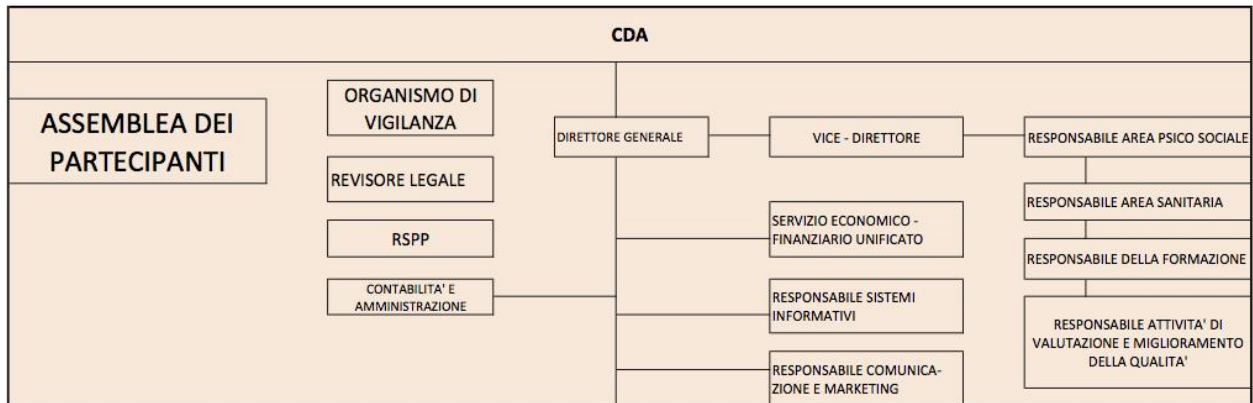 CDA
ASSEMBLEA DEI
PARTECIPANTI
ORGANISMO DI
VIGILANZA
REVISORE LEGALE
RSPP
CONTABILITA' E
AMMINISTRAZIONE
DIRETTORE GENERALE
VICE - DIRETTORE
SERVIZIO ECONOMICO -
FINANZIARIO UNIFICATO
RESPONSABILE SISTEMI
INFORMATIVI
RESPONSABILE COMUNICA-
ZIONE E MARKETING
RESPONSABILE AREA PSICO SOCIALE
RESPONSABILE AREA SANITARIA
RESPONSABILE DELLA FORMAZIONE
RESPONSABILE ATTIVITA' DI
VALUTAZIONE E MIGLIORAMENTO
DELLA QUALITA'